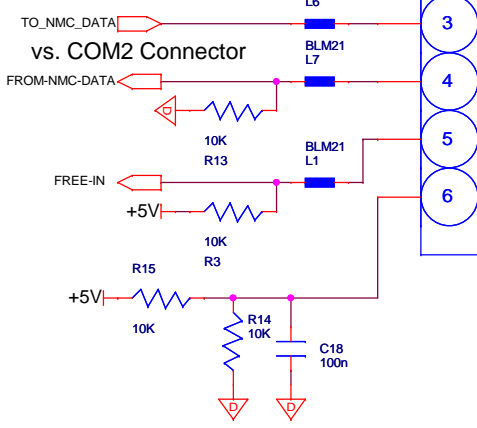 L6
TO_NMC_DATA
3
vs. COM2 Connector
BLM21
L7
FROM-NMC-DATA
4
D
10K
R13
BLM21
L1
5
FREE-IN
6
+5V
10K
R3
R15
+5V
10K
R14
10K
C18
100n
D
D